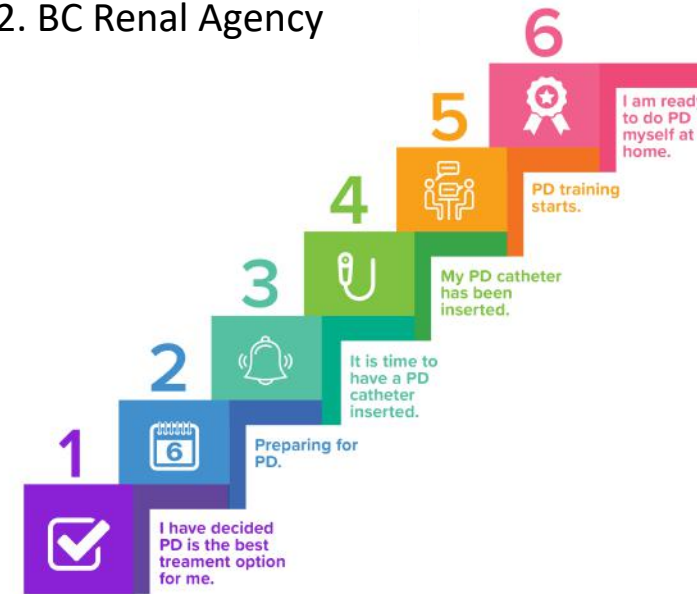 2. BC Renal Agency
6
I am ready
to do PD
myself at
home.
5
PD training
starts.
4
My PD catheter
has been
inserted.
3
It is time to
have a PD
catheter
inserted.
2
6
Preparing for
PD.
1
I have decided
PD is the best
treament option
for me.